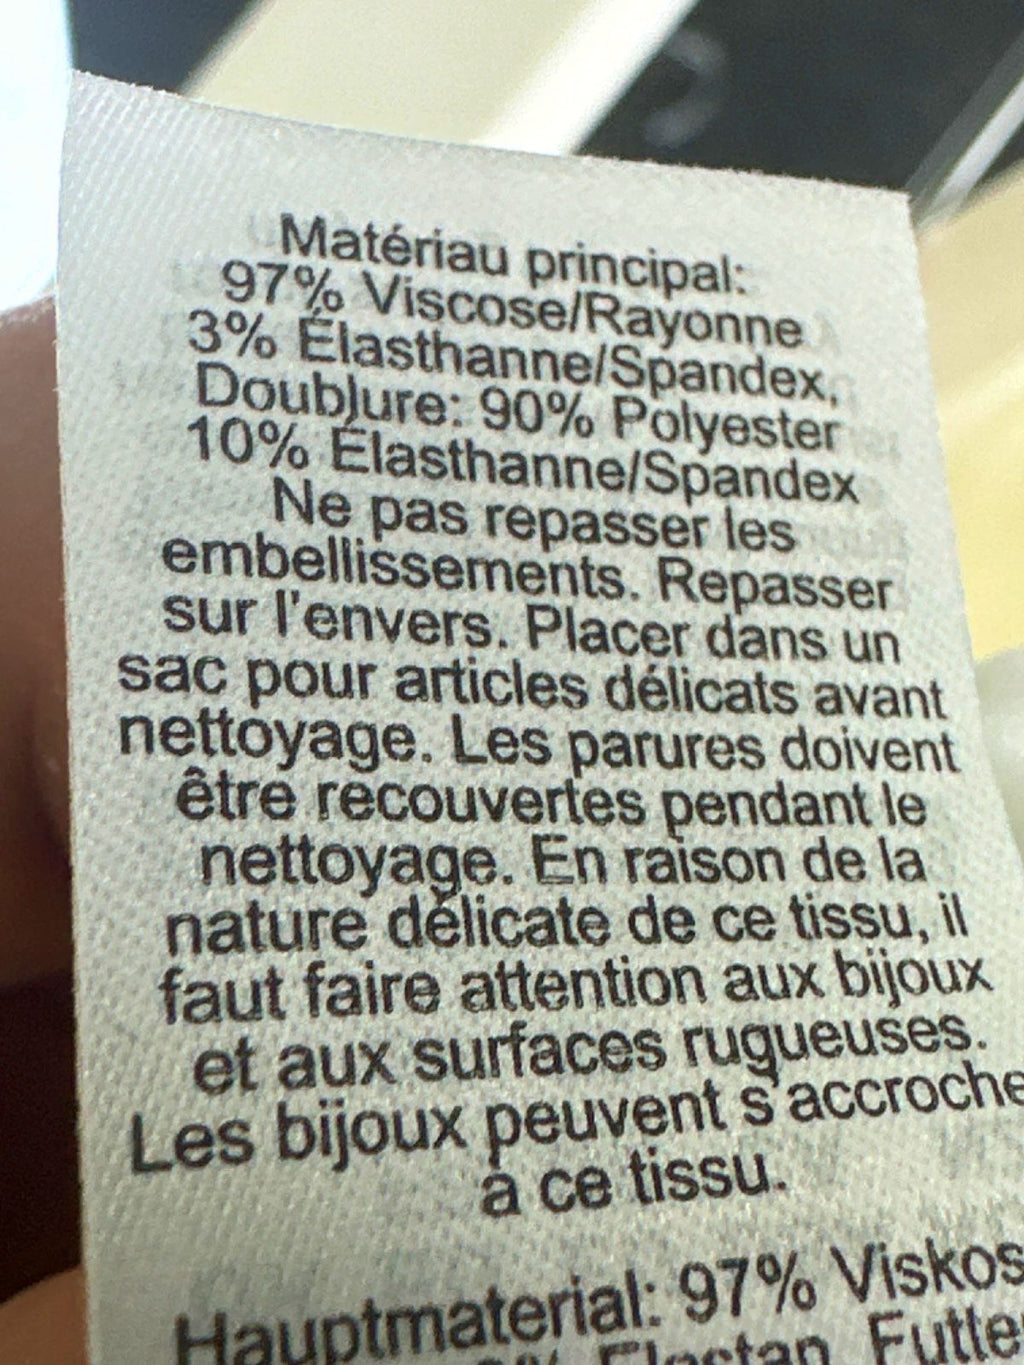 Matériau principal:
97% Viscose/Rayonne
3% Élasthanne/Spandex,
Doublure: 90% Polyester
10% Élasthanne/Spandex
Ne pas repasser les
embellissements. Repasser
sur l'envers. Placer dans un
sac pour articles délicats avant
nettoyage. Les parures doivent
être recouvertes pendant le
nettoyage. En raison de la
nature délicate de ce tissu, il
faut faire attention aux bijoux
et aux surfaces rugueuses.
Les bijoux peuvent s'accroche
à ce tissu.
Hauptmaterial: 97% Viskos
Elastan, Futte